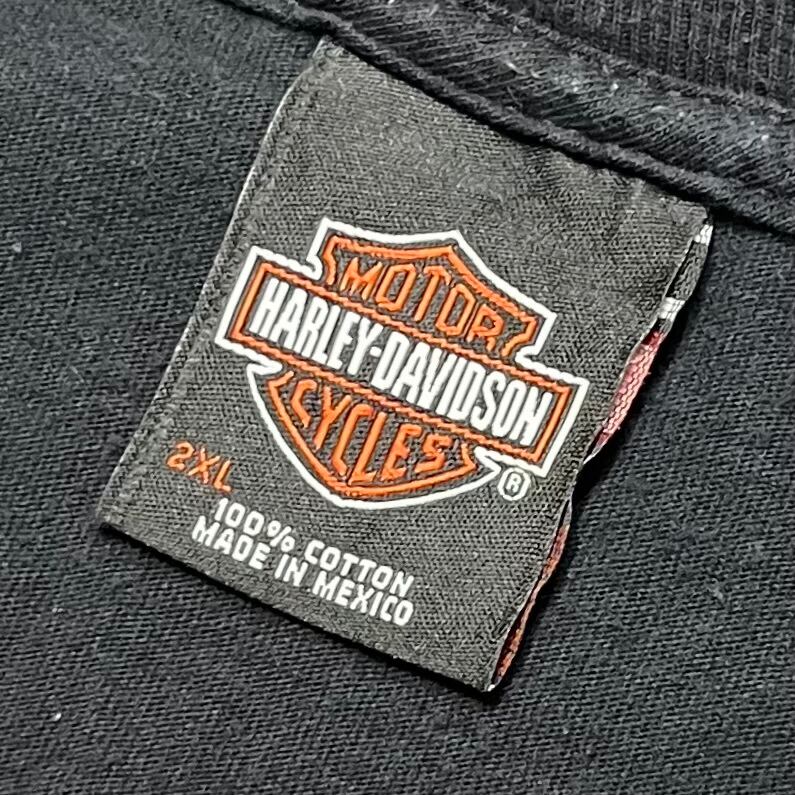 MOTOR
HARLEY-DAVIDSON
CYCLES
®
2XL
100% COTTON
MADE IN MEXICO